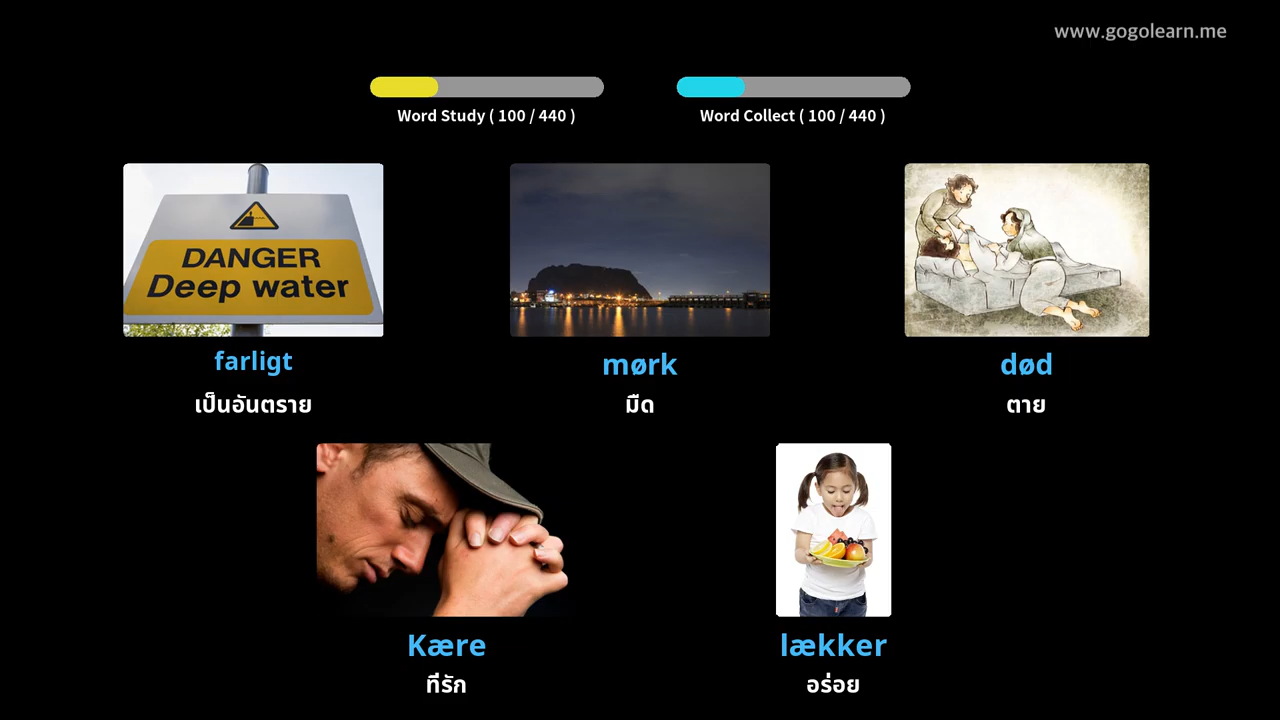 www.gogolearn.me
Word Study ( 100 / 440 )
Word Collect ( 100 / 440 )
DANGER
Deep water
farligt
mørk
død
เป็นอันตราย
มืด
ตาย
Kære
lækker
ที่รัก
อร่อย